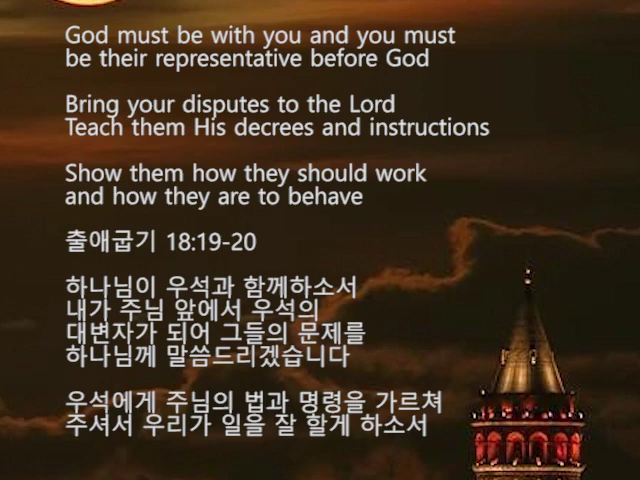 God must be with you and you must
be their representative before God
Bring your disputes to the Lord
Teach them His decrees and instructions
Show them how they should work
and how they are to behave
출애굽기 18:19-20
하나님이 우석과 함께하소서
내가 주님 앞에서 우석의
대변자가 되어 그들의 문제를
하나님께 말씀드리겠습니다
우석에게 주님의 법과 명령을 가르쳐
주셔서 우리가 일을 잘 할게 하소서